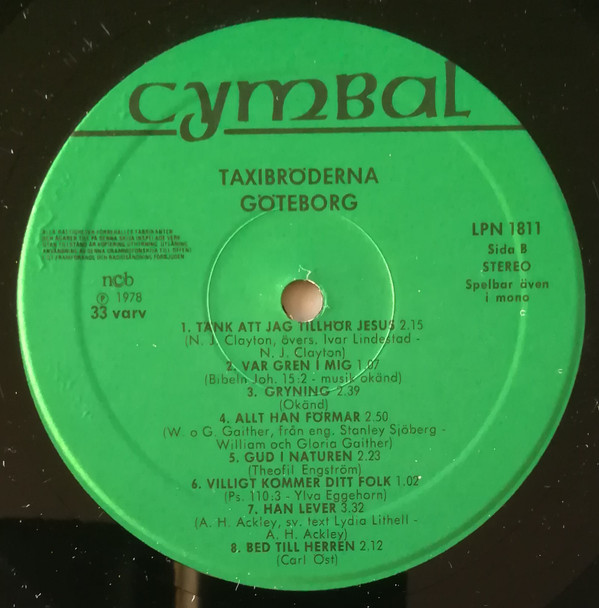 cymbal
TAXIBRÖDERNA
GÖTEBORG
LPN 1811
Sida B
STEREO
Spelbar även
i mono
ncb
Ⓟ 1978
33 varv
1. TÄNK ATT JAG TILLHÖR JESUS 2.15
(N. J. Clayton, övers. Ivar Lindestad -
N. J. Clayton)
2. VAR GREN I MIG 1.07
(Bibeln Joh. 15:2 - musik okänd)
3. GRYNING 2.39
(Okänd)
4. ALLT HAN FÖRMÅR 2.50
(W. o G. Gaither, från eng. Stanley Sjöberg -
William och Gloria Gaither)
5. GUD I NATUREN 2.23
(Theofil Engström)
6. VILLIGT KOMMER DITT FOLK 1.02
(Ps. 110:3 - Ylva Eggehorn)
7. HAN LEVER 3.32
(A. H. Ackley, sv. text Lydia Lithell -
A. H. Ackley)
8. BED TILL HERREN 2.12
(Carl Ost)